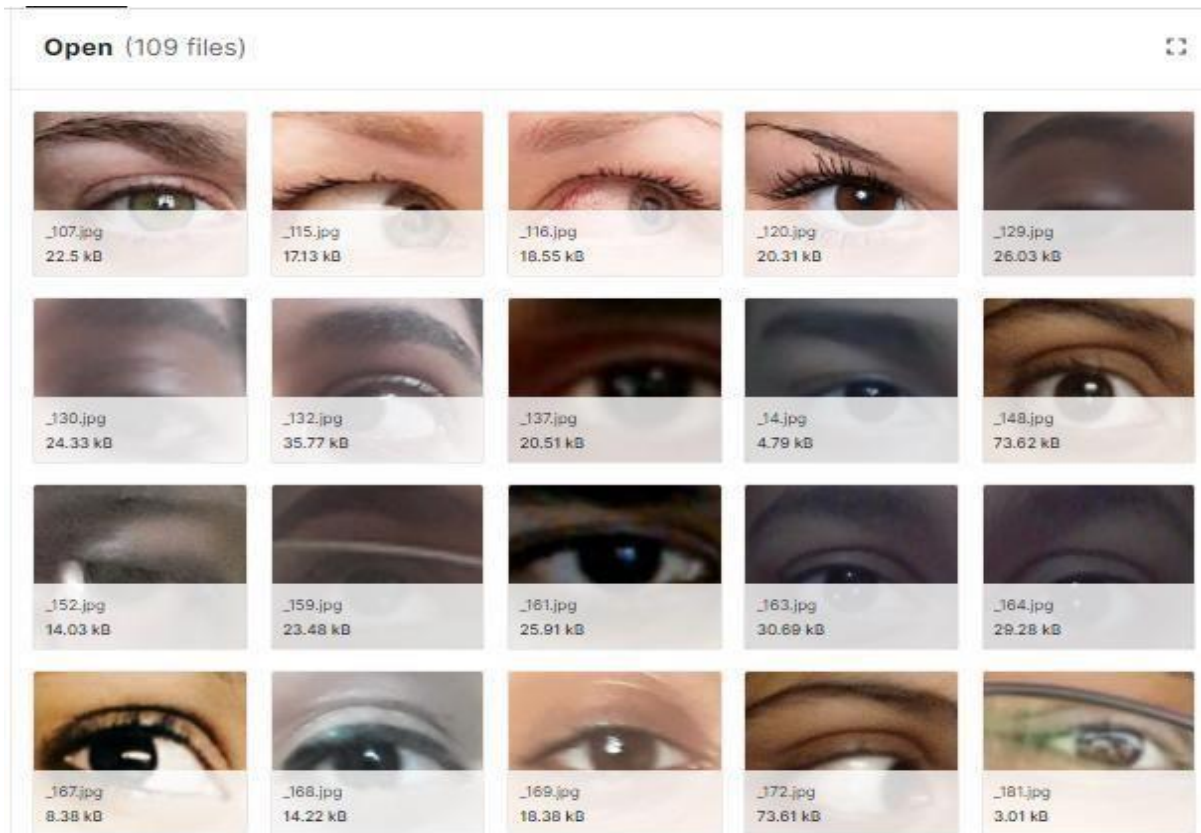 Open (109 files)
_107.jpg
22.5 kB
_115.jpg
17.13 kB
_116.jpg
18.55 kB
_120.jpg
20.31 kB
_129.jpg
26.03 kB
_130.jpg
24.33 kB
_132.jpg
35.77 kB
_137.jpg
20.51 kB
_14.jpg
4.79 kB
_148.jpg
73.62 kB
_152.jpg
14.03 kB
_159.jpg
23.48 kB
_161.jpg
25.91 kB
_163.jpg
30.69 kB
_164.jpg
29.28 kB
_167.jpg
8.38 kB
_168.jpg
14.22 kB
_169.jpg
18.38 kB
_172.jpg
73.61 kB
_181.jpg
3.01 kB